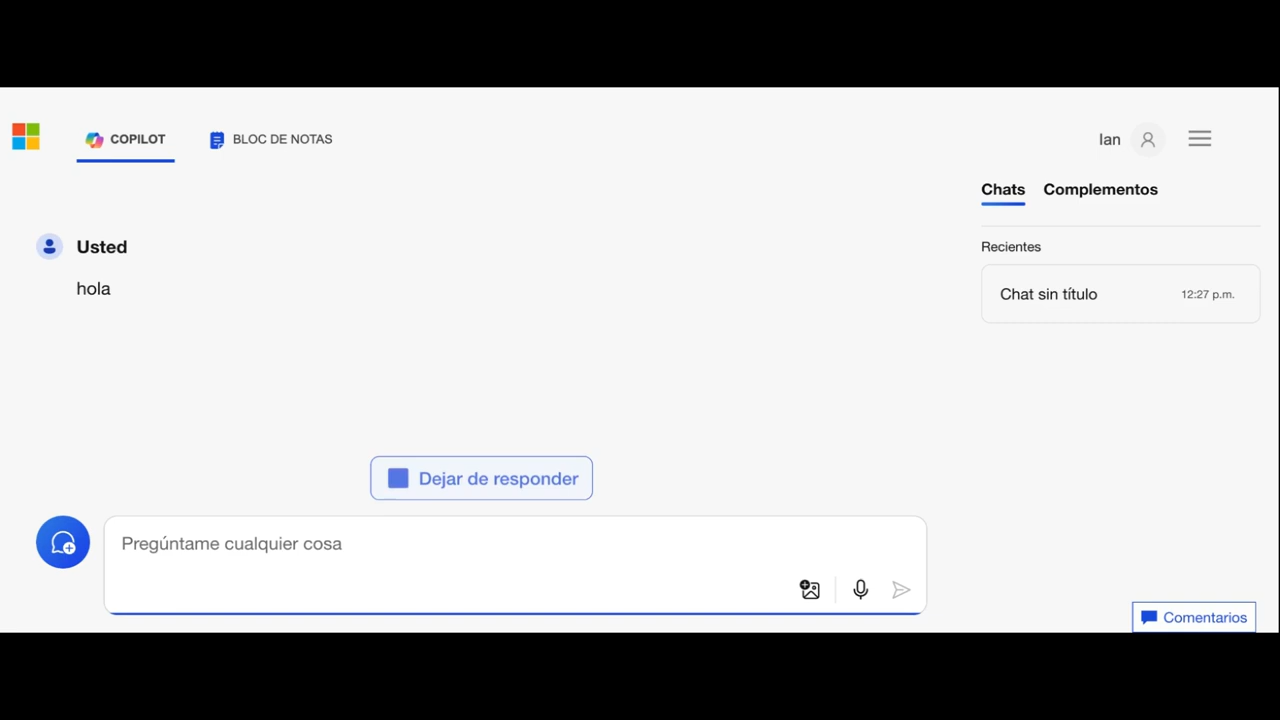 COPILOT BLOC DE NOTAS Ian
Chats Complementos
Usted
Recientes
hola
Chat sin título 12:27 p.m.
Dejar de responder
Pregúntame cualquier cosa
Comentarios